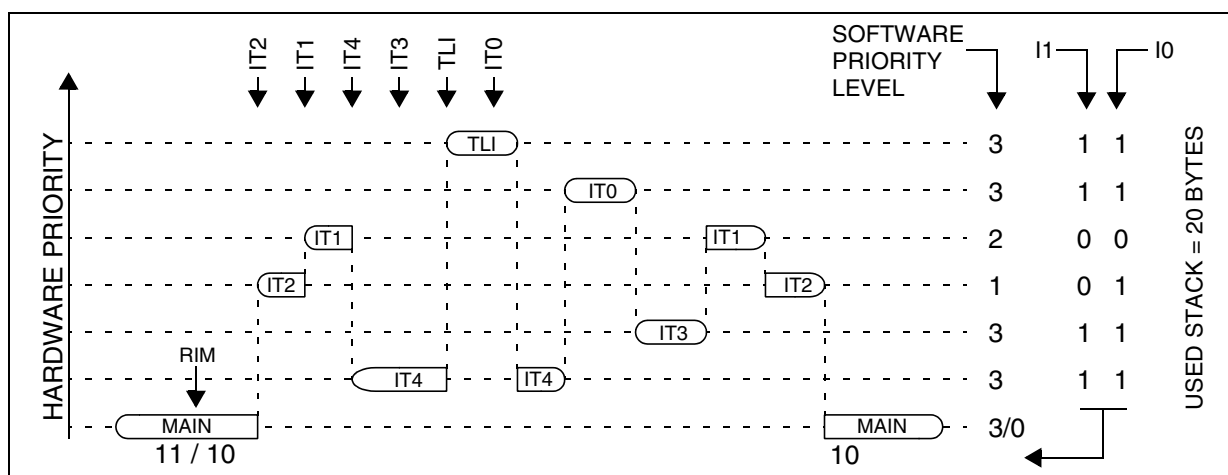 IT2
IT1
IT4
IT3
TLI
IT0
SOFTWARE
PRIORITY
LEVEL
I1
I0
HARDWARE PRIORITY
TLI
3
1 1
IT0
3
1 1
IT1
IT1
2
0 0
IT2
IT2
1
0 1
IT3
3
1 1
RIM
IT4
IT4
3
1 1
MAIN
MAIN
3/0
11 / 10
10
USED STACK = 20 BYTES